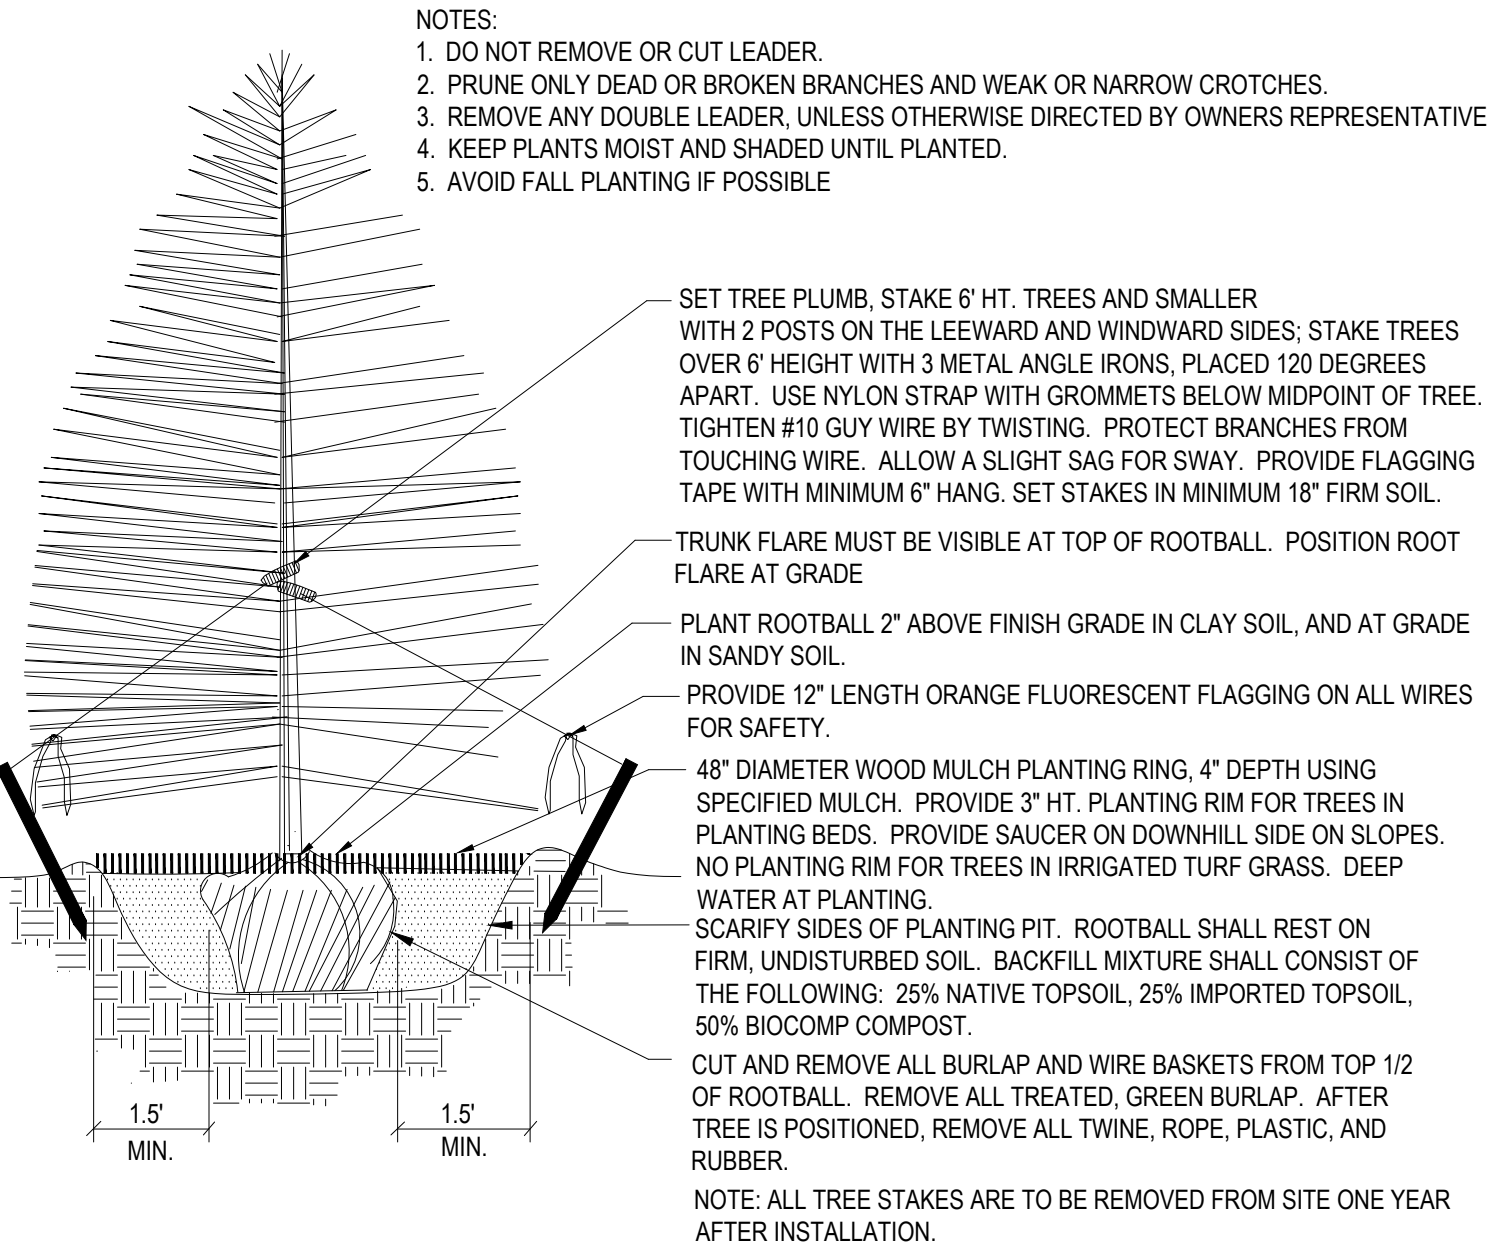 NOTES:
1. DO NOT REMOVE OR CUT LEADER.
2. PRUNE ONLY DEAD OR BROKEN BRANCHES AND WEAK OR NARROW CROTCHES.
3. REMOVE ANY DOUBLE LEADER, UNLESS OTHERWISE DIRECTED BY OWNERS REPRESENTATIVE
4. KEEP PLANTS MOIST AND SHADED UNTIL PLANTED.
5. AVOID FALL PLANTING IF POSSIBLE
SET TREE PLUMB, STAKE 6' HT. TREES AND SMALLER
WITH 2 POSTS ON THE LEEWARD AND WINDWARD SIDES; STAKE TREES
OVER 6' HEIGHT WITH 3 METAL ANGLE IRONS, PLACED 120 DEGREES
APART. USE NYLON STRAP WITH GROMMETS BELOW MIDPOINT OF TREE.
TIGHTEN #10 GUY WIRE BY TWISTING. PROTECT BRANCHES FROM
TOUCHING WIRE. ALLOW A SLIGHT SAG FOR SWAY. PROVIDE FLAGGING
TAPE WITH MINIMUM 6" HANG. SET STAKES IN MINIMUM 18" FIRM SOIL.
TRUNK FLARE MUST BE VISIBLE AT TOP OF ROOTBALL. POSITION ROOT
FLARE AT GRADE
PLANT ROOTBALL 2" ABOVE FINISH GRADE IN CLAY SOIL, AND AT GRADE
IN SANDY SOIL.
PROVIDE 12" LENGTH ORANGE FLUORESCENT FLAGGING ON ALL WIRES
FOR SAFETY.
48" DIAMETER WOOD MULCH PLANTING RING, 4" DEPTH USING
SPECIFIED MULCH. PROVIDE 3" HT. PLANTING RIM FOR TREES IN
PLANTING BEDS. PROVIDE SAUCER ON DOWNHILL SIDE ON SLOPES.
NO PLANTING RIM FOR TREES IN IRRIGATED TURF GRASS. DEEP
WATER AT PLANTING.
SCARIFY SIDES OF PLANTING PIT. ROOTBALL SHALL REST ON
FIRM, UNDISTURBED SOIL. BACKFILL MIXTURE SHALL CONSIST OF
THE FOLLOWING: 25% NATIVE TOPSOIL, 25% IMPORTED TOPSOIL,
50% BIOCOMP COMPOST.
CUT AND REMOVE ALL BURLAP AND WIRE BASKETS FROM TOP 1/2
OF ROOTBALL. REMOVE ALL TREATED, GREEN BURLAP. AFTER
TREE IS POSITIONED, REMOVE ALL TWINE, ROPE, PLASTIC, AND
RUBBER.
NOTE: ALL TREE STAKES ARE TO BE REMOVED FROM SITE ONE YEAR
AFTER INSTALLATION.
1.5'
MIN.
1.5'
MIN.